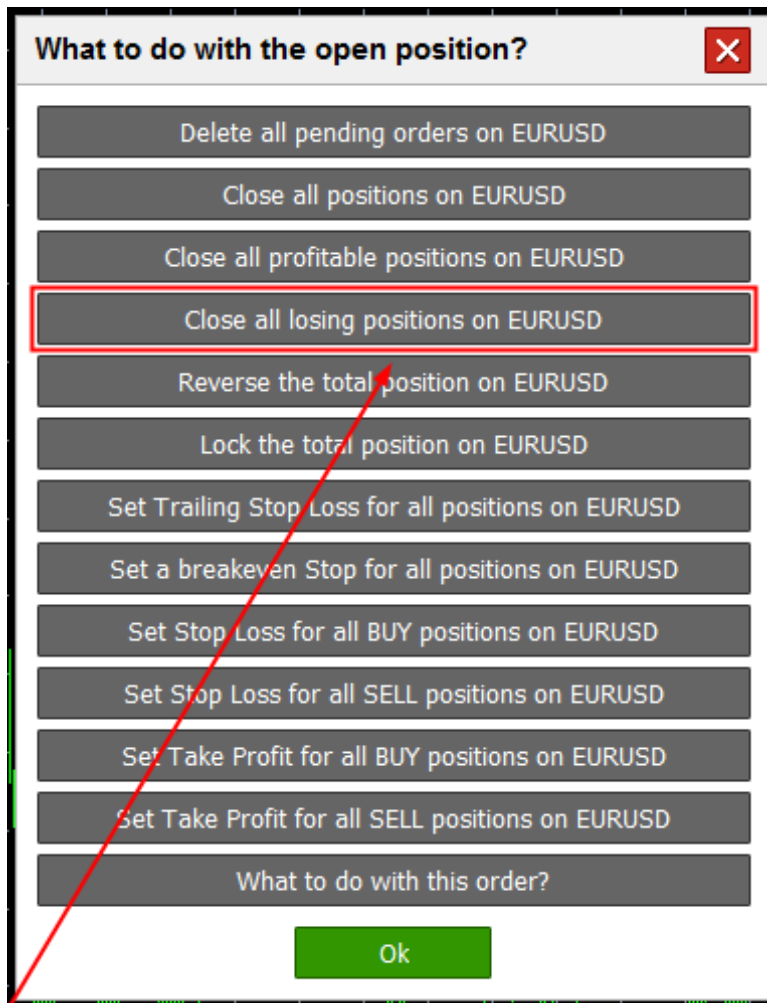 What to do with the open position?
Delete all pending orders on EURUSD
Close all positions on EURUSD
Close all profitable positions on EURUSD
Close all losing positions on EURUSD
Reverse the total position on EURUSD
Lock the total position on EURUSD
Set Trailing Stop Loss for all positions on EURUSD
Set a breakeven Stop for all positions on EURUSD
Set Stop Loss for all BUY positions on EURUSD
Set Stop Loss for all SELL positions on EURUSD
Set Take Profit for all BUY positions on EURUSD
Set Take Profit for all SELL positions on EURUSD
What to do with this order?
Ok